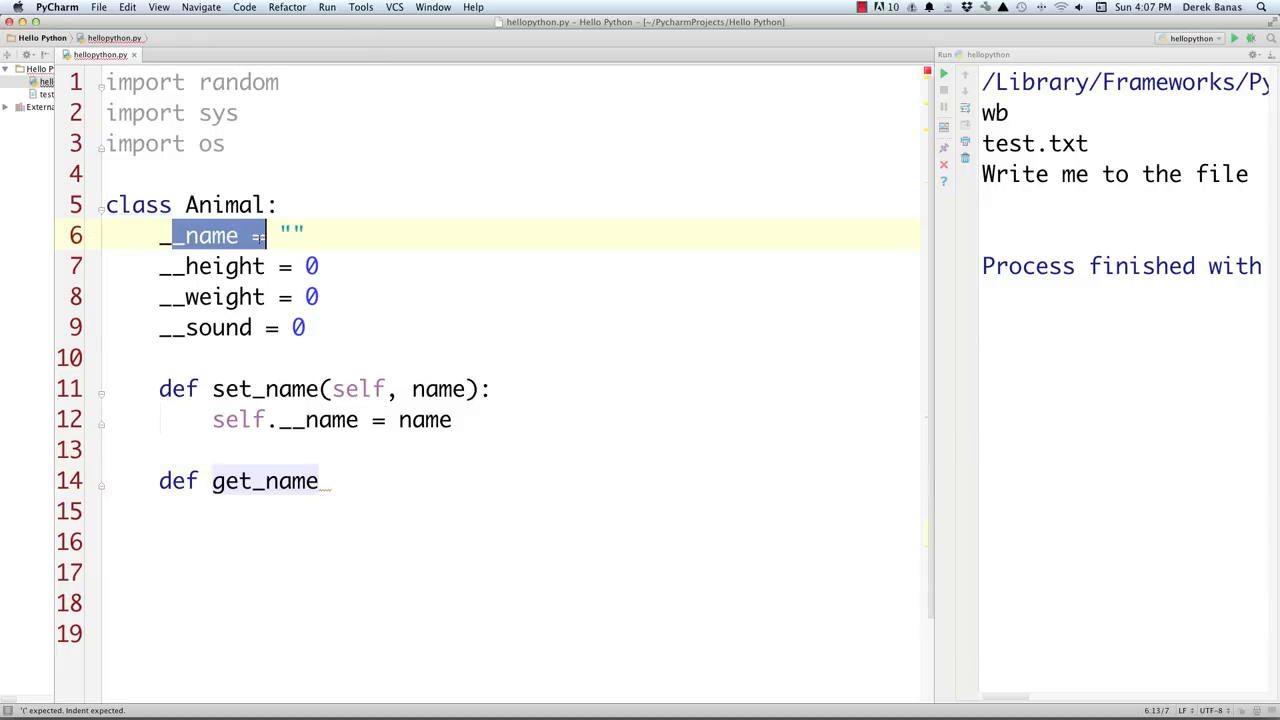 PyCharm File Edit View Navigate Code Refactor Run Tools VCS Window Help 10 Sun 4:07 PM Derek Banas
hellopython.py - Hello Python - [~/PycharmProjects/Hello Python]
Hello Python hellopython.py hellopython
hellopython.py Run hellopython
Hello P
hell
test
Extern
1 import random
2 import sys
3 import os
4
5 class Animal:
6 __name = ""
7 __height = 0
8 __weight = 0
9 __sound = 0
10
11 def set_name(self, name):
12 self.__name = name
13
14 def get_name
15
16
17
18
19
/Library/Frameworks/Py
wb
test.txt
Write me to the file
Process finished with
'(' expected. Indent expected. 6:13/7 LF UTF-8